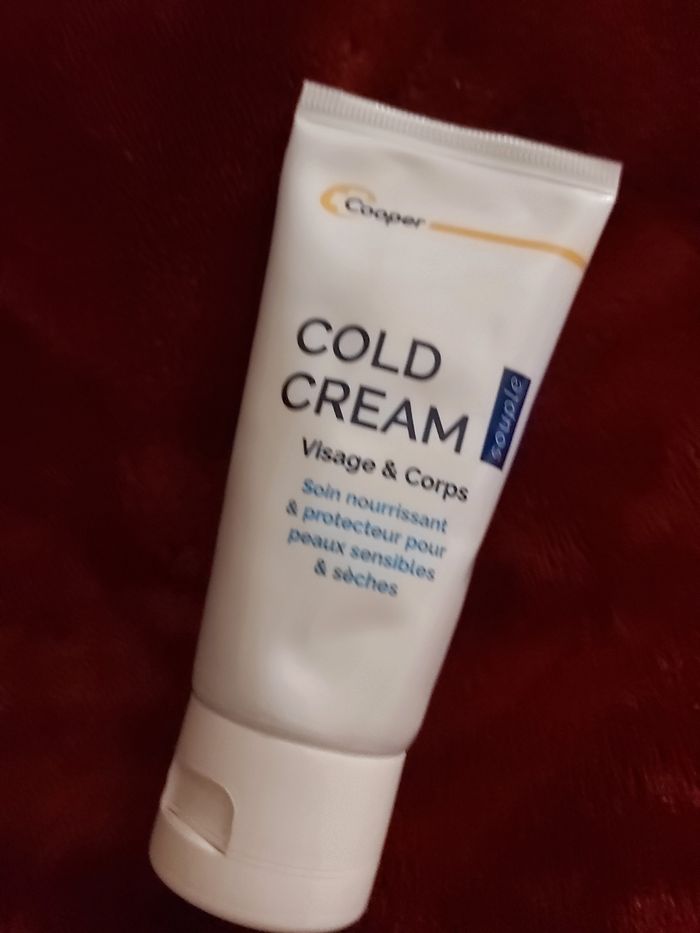 Cooper
COLD
CREAM
souple
Visage & Corps
Soin nourrissant
& protecteur pour
peaux sensibles
& sèches